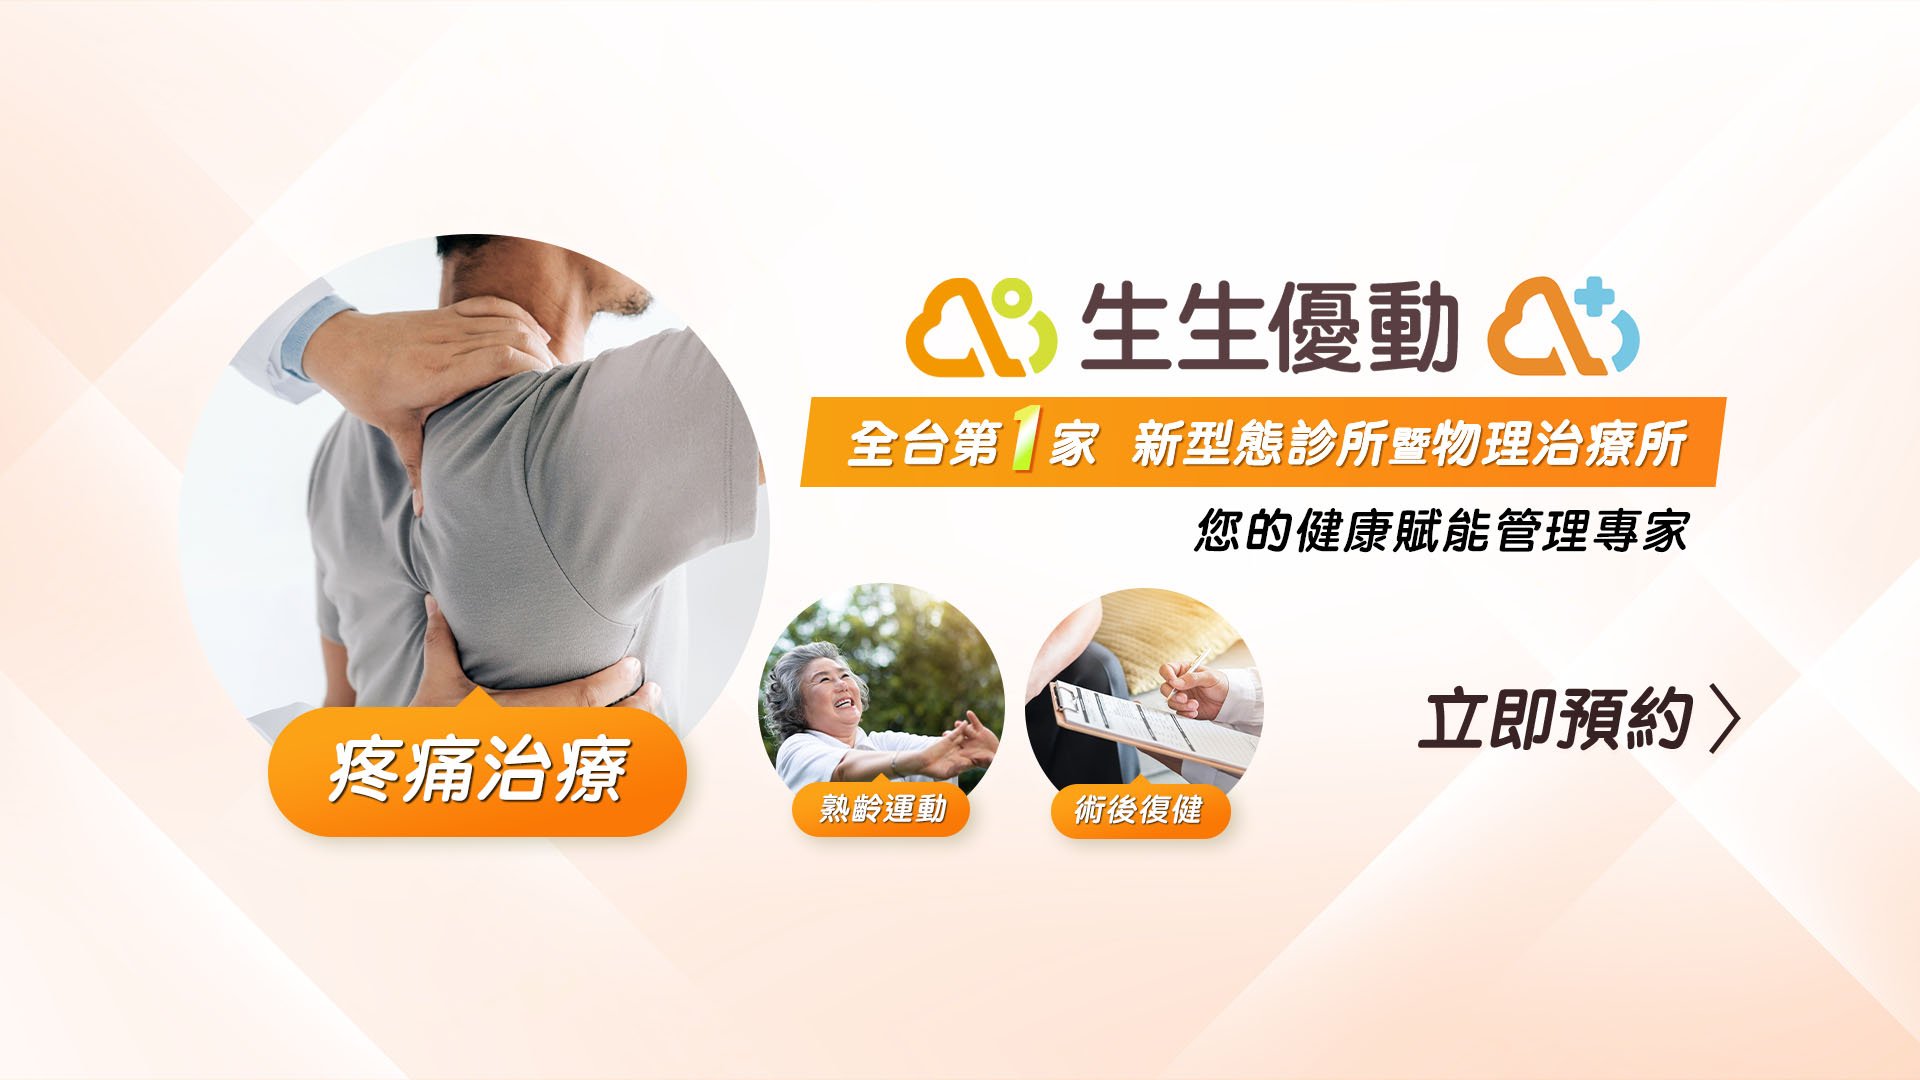 生生優動
全台第1家 新型態診所暨物理治療所
您的健康賦能管理專家
疼痛治療
熟齡運動
術後復健
立即預約